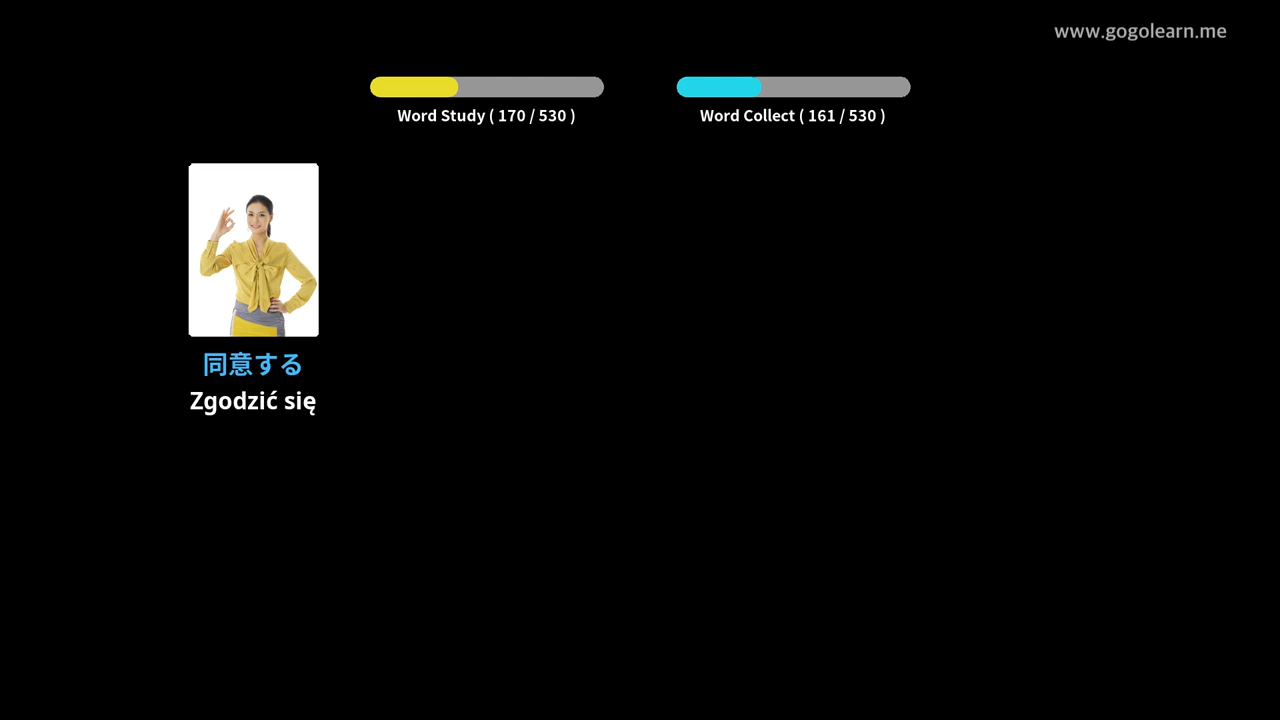 www.gogolearn.me
Word Study ( 170 / 530 )
Word Collect ( 161 / 530 )
同意する
Zgodzić się